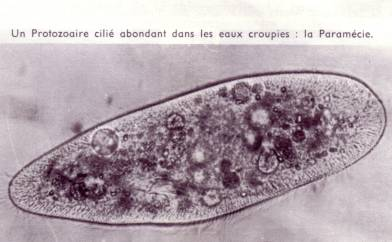 Un Protozoaire cilié abondant dans les eaux croupies : la Paramécie.